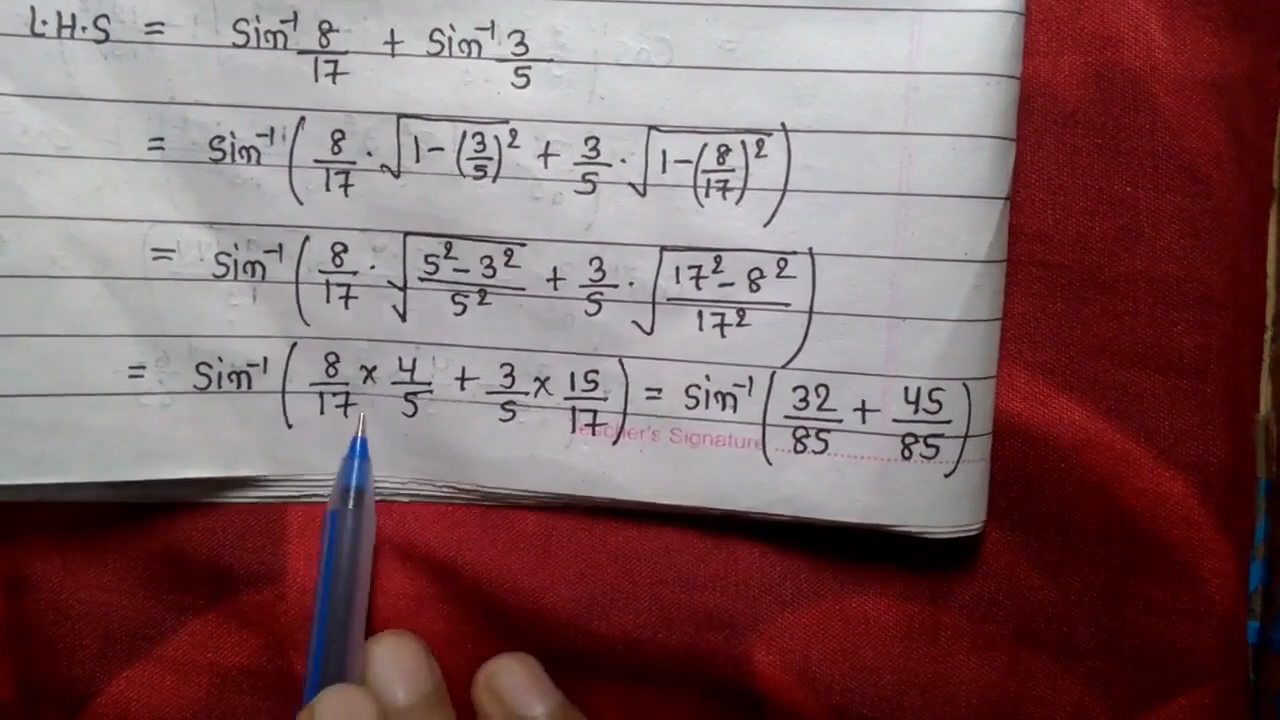 L.H.S = Sin⁻¹ 8/17 + Sin⁻¹ 3/5
= Sin⁻¹ ( 8/17 · √(1-(3/5)²) + 3/5 · √(1-(8/17)²) )
= Sin⁻¹ ( 8/17 · √((5²-3²)/5²) + 3/5 · √((17²-8²)/17²) )
= Sin⁻¹ ( 8/17 × 4/5 + 3/5 × 15/17 ) = Sin⁻¹ ( 32/85 + 45/85 )
Teacher's Signature ....................